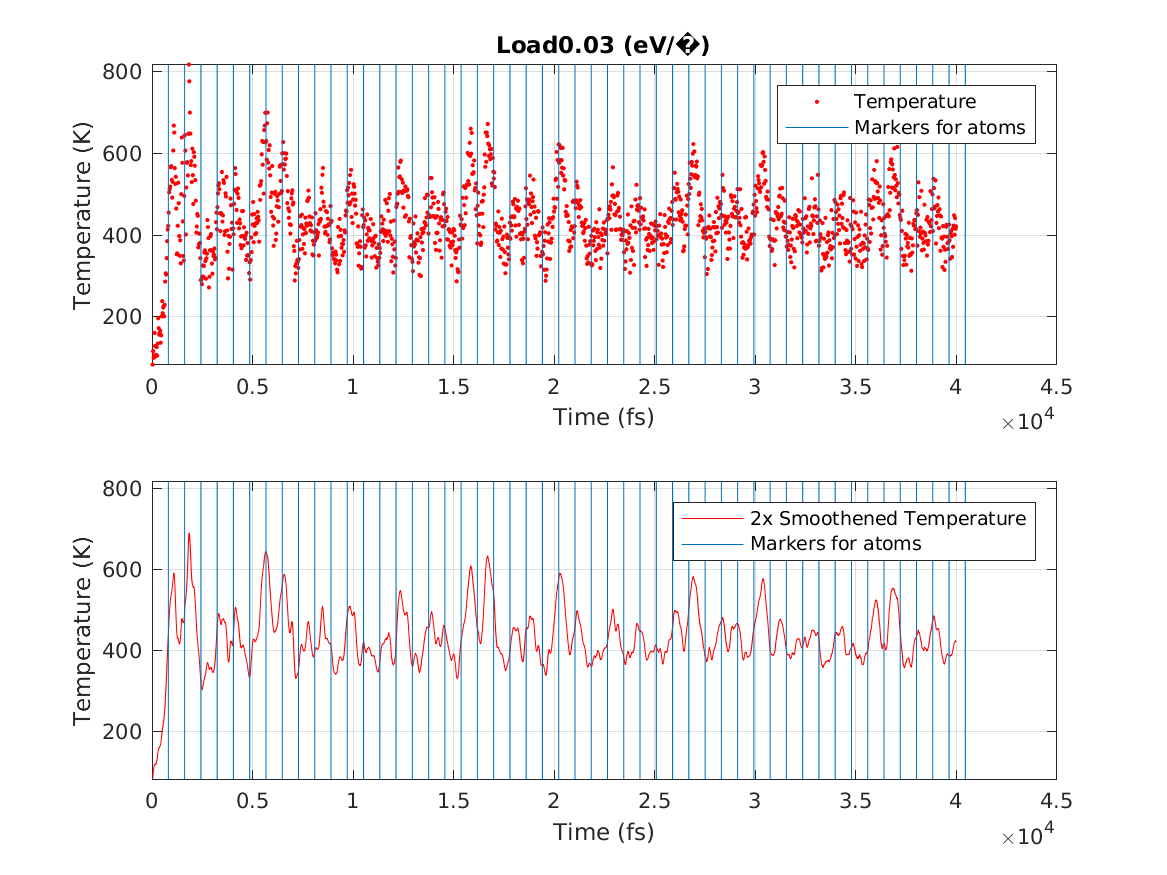 Load0.03 (eV/�)
Temperature (K)
800
600
400
200
Temperature
Markers for atoms
0 0.5 1 1.5 2 2.5 3 3.5 4 4.5
Time (fs)
×10^4
Temperature (K)
800
600
400
200
2x Smoothened Temperature
Markers for atoms
0 0.5 1 1.5 2 2.5 3 3.5 4 4.5
Time (fs)
×10^4